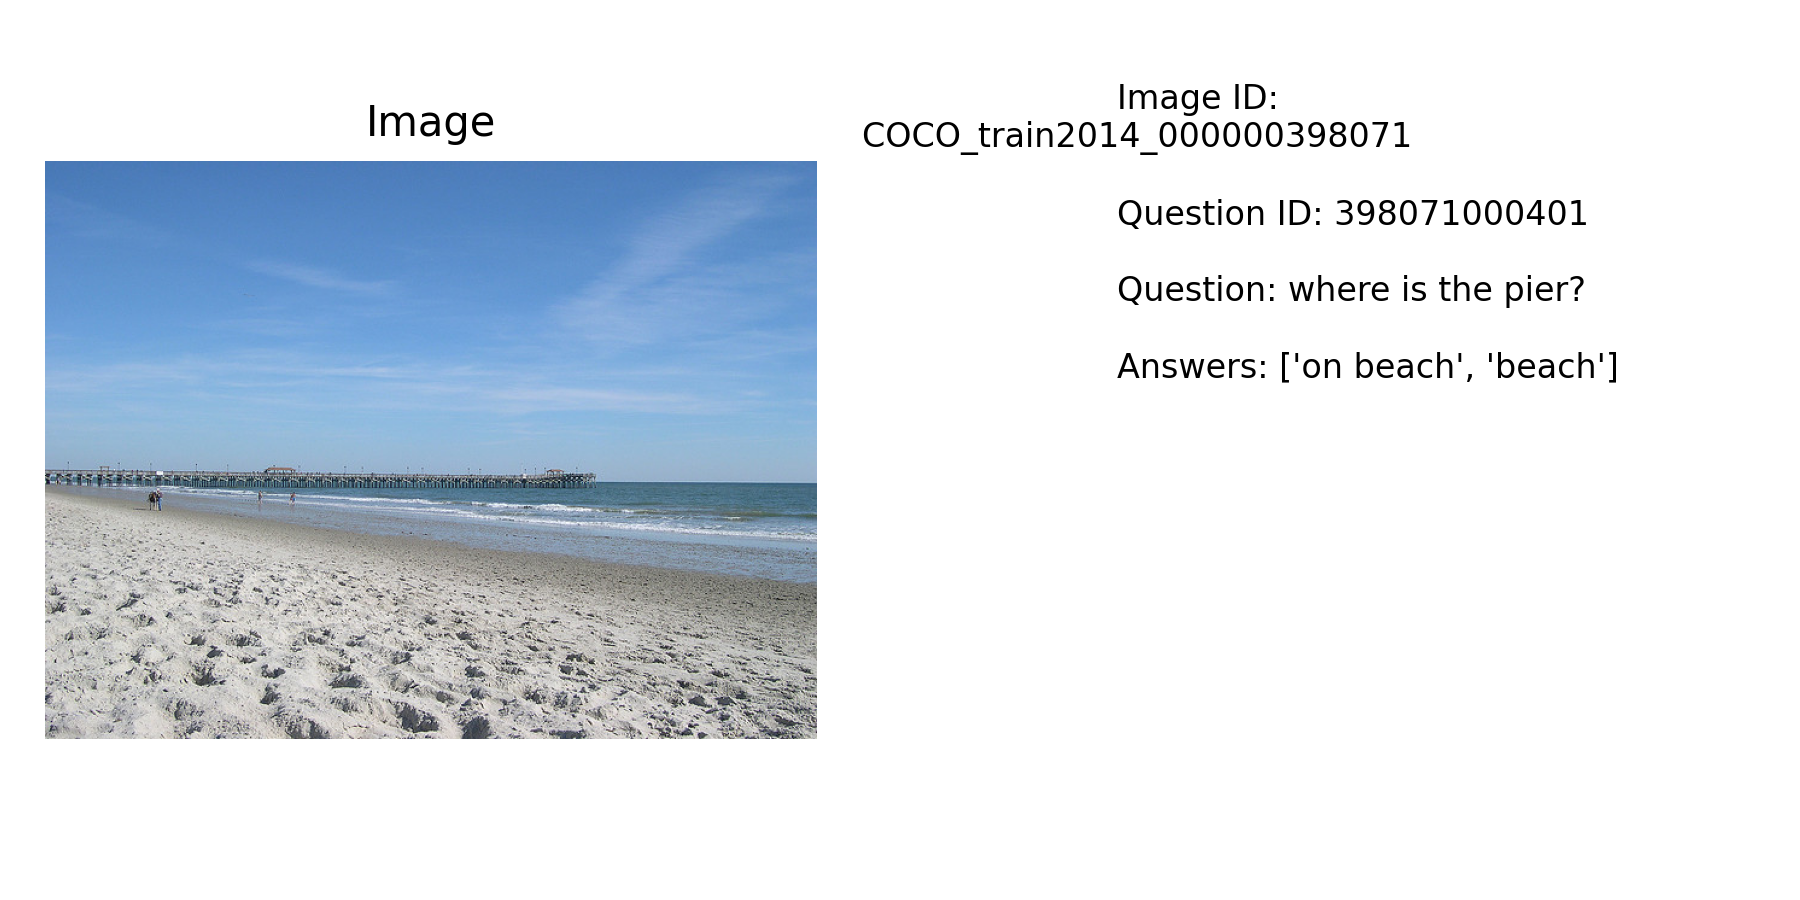 Image
Image ID:
COCO_train2014_000000398071
Question ID: 398071000401
Question: where is the pier?
Answers: ['on beach', 'beach']